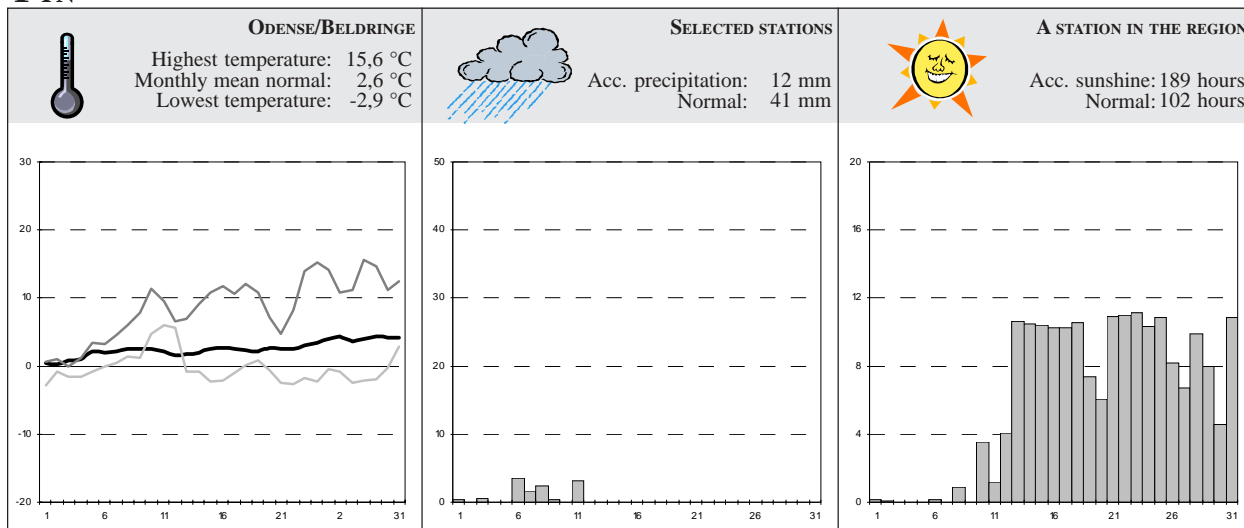 ODENSE/BELDRINGE
Highest temperature: 15,6 °C
Monthly mean normal: 2,6 °C
Lowest temperature: -2,9 °C
SELECTED STATIONS
Acc. precipitation: 12 mm
Normal: 41 mm
A STATION IN THE REGION
Acc. sunshine: 189 hours
Normal: 102 hours
30
20
10
0
-10
-20
1 6 11 16 21 2 31
50
40
30
20
10
0
1 6 11 16 21 26 31
20
16
12
8
4
0
1 6 11 16 21 26 31